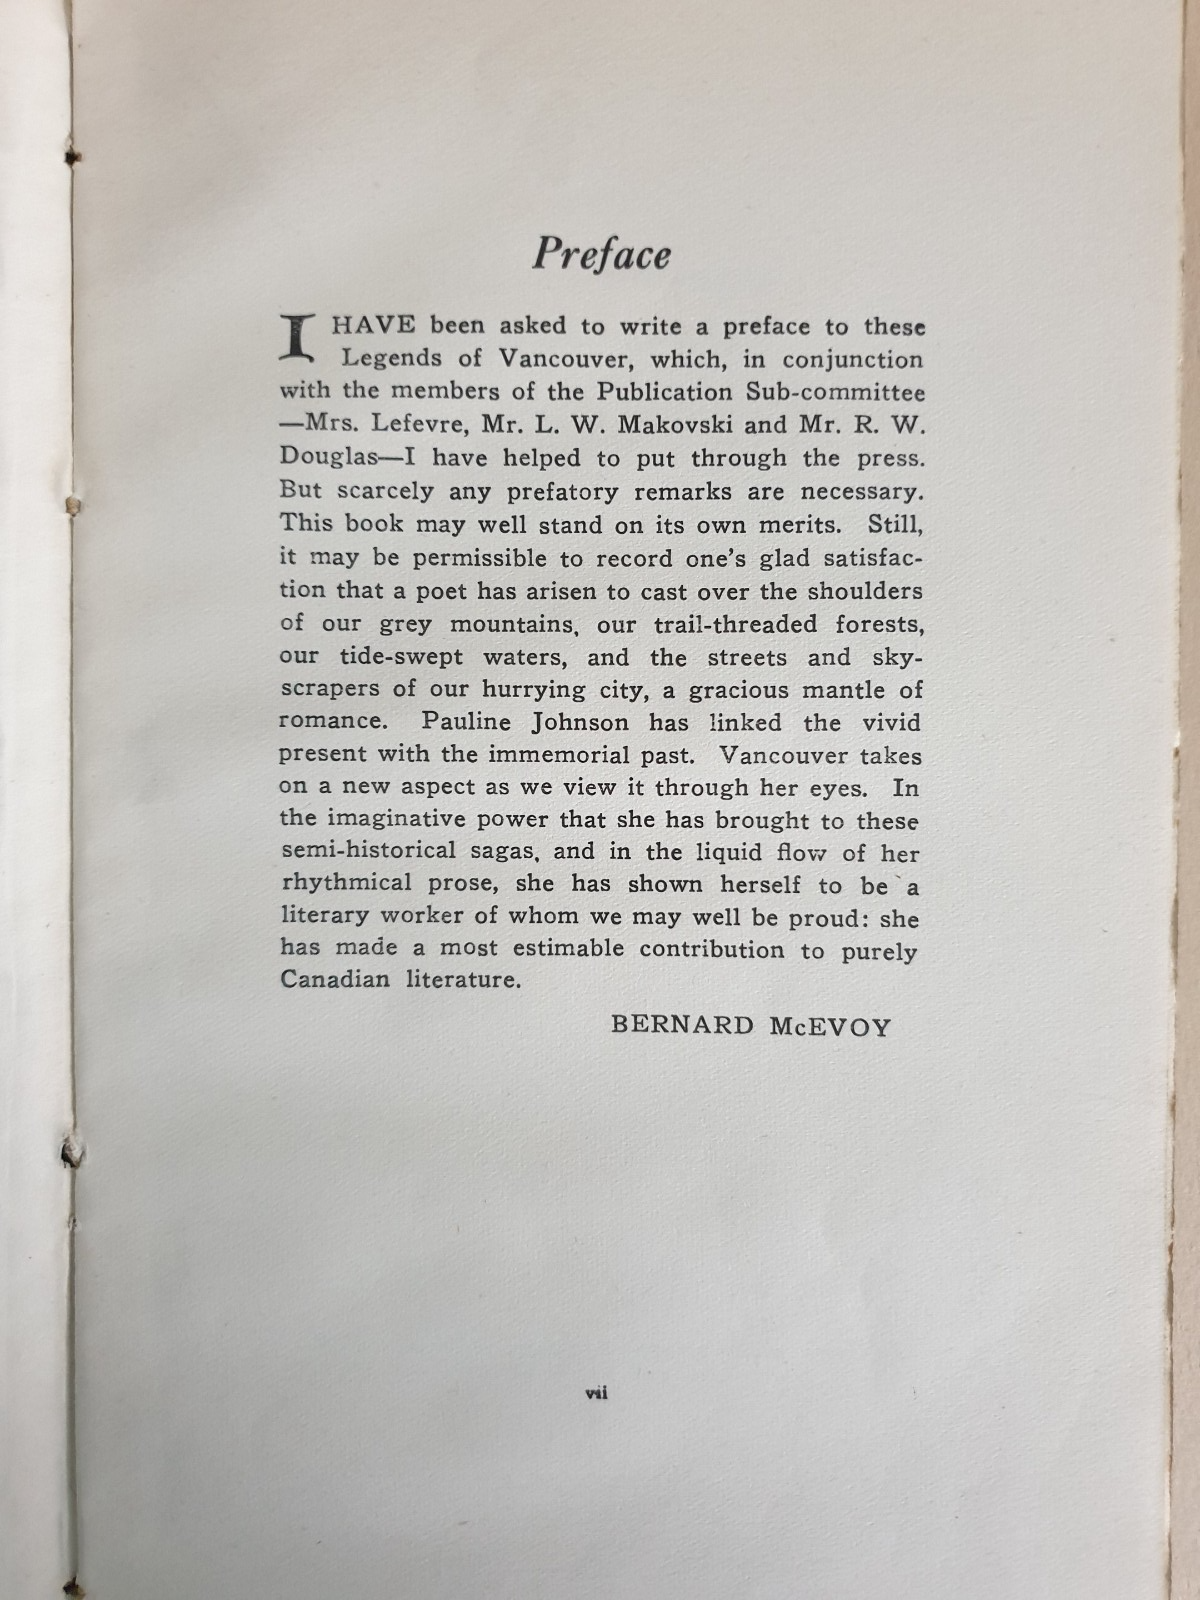 Preface
I HAVE been asked to write a preface to these
Legends of Vancouver, which, in conjunction
with the members of the Publication Sub-committee
—Mrs. Lefevre, Mr. L. W. Makovski and Mr. R. W.
Douglas—I have helped to put through the press.
But scarcely any prefatory remarks are necessary.
This book may well stand on its own merits. Still,
it may be permissible to record one's glad satisfac-
tion that a poet has arisen to cast over the shoulders
of our grey mountains, our trail-threaded forests,
our tide-swept waters, and the streets and sky-
scrapers of our hurrying city, a gracious mantle of
romance. Pauline Johnson has linked the vivid
present with the immemorial past. Vancouver takes
on a new aspect as we view it through her eyes. In
the imaginative power that she has brought to these
semi-historical sagas, and in the liquid flow of her
rhythmical prose, she has shown herself to be a
literary worker of whom we may well be proud: she
has made a most estimable contribution to purely
Canadian literature.
BERNARD McEVOY
vii